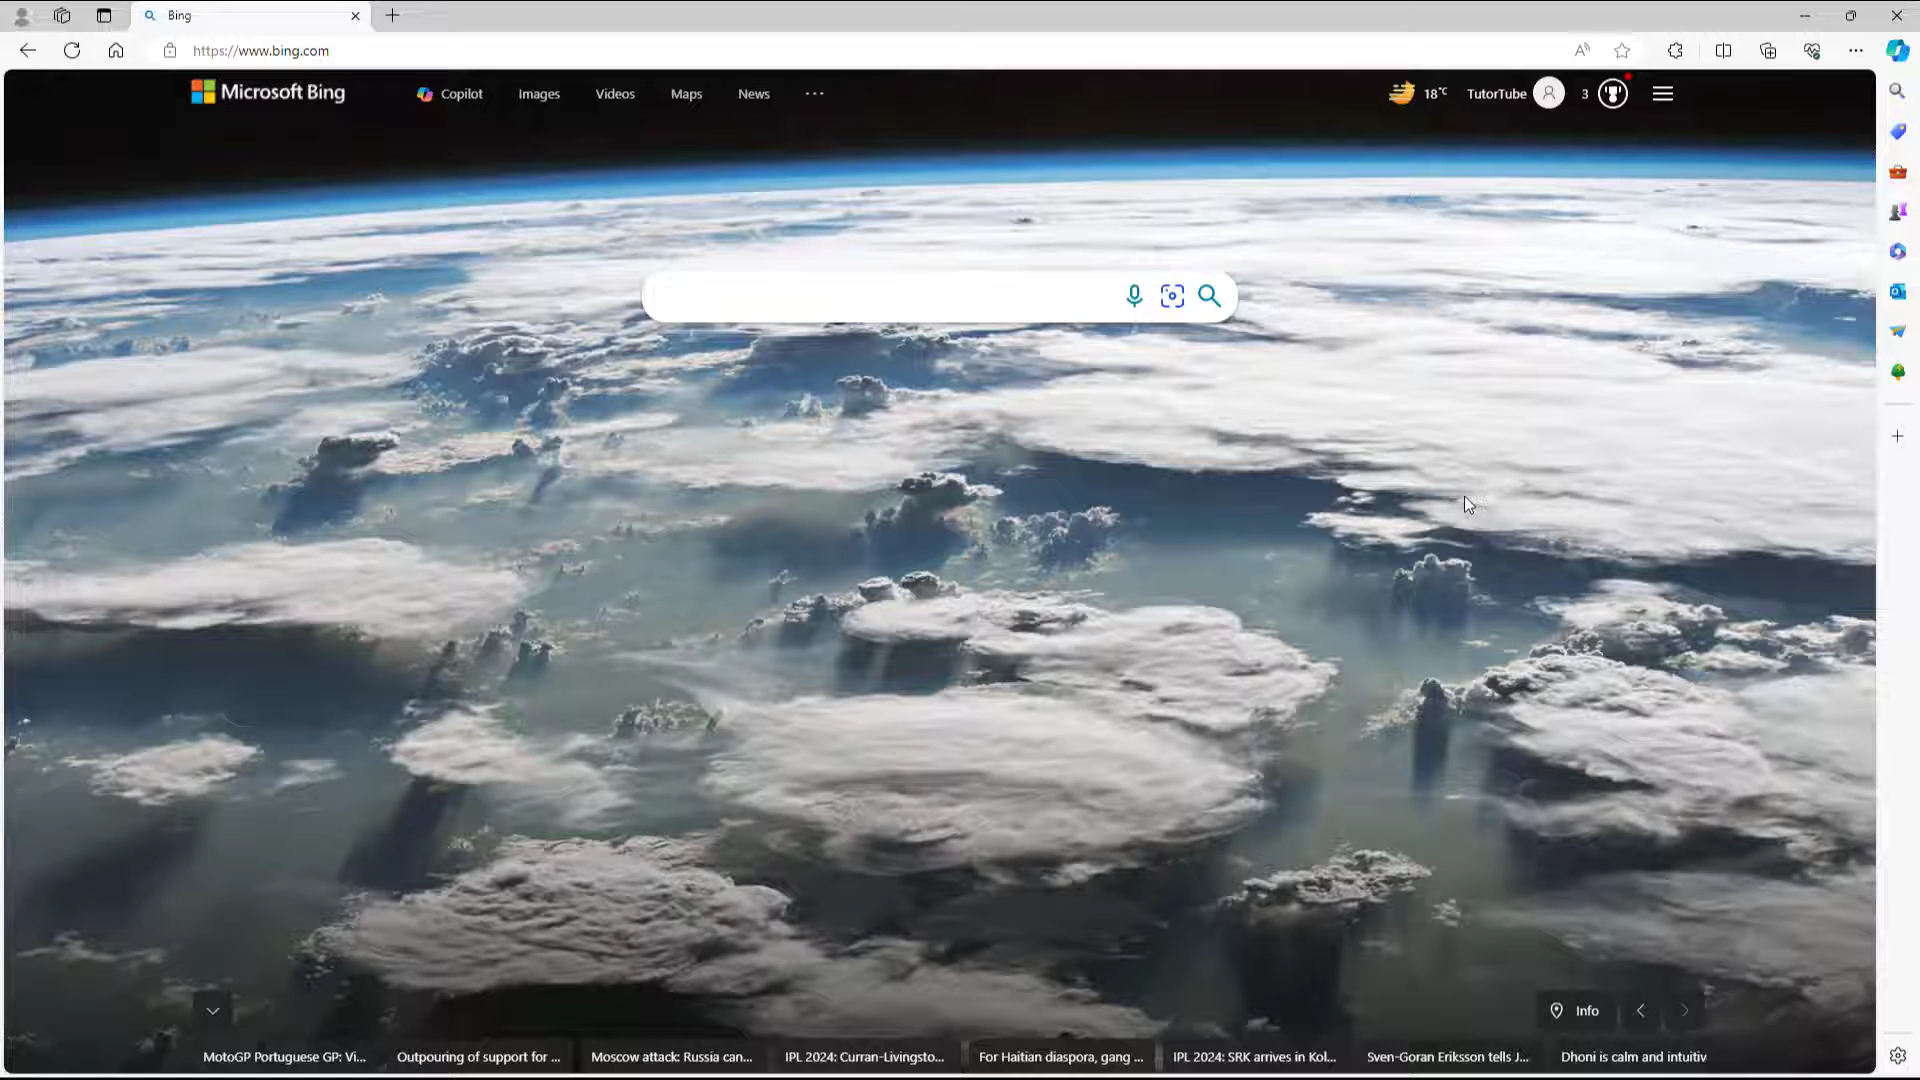 Bing
https://www.bing.com
Microsoft Bing
Copilot
Images
Videos
Maps
News
18°C
TutorTube
3
Info
MotoGP Portuguese GP: Vi...
Outpouring of support for ...
Moscow attack: Russia can...
IPL 2024: Curran-Livingsto...
For Haitian diaspora, gang ...
IPL 2024: SRK arrives in Kol...
Sven-Goran Eriksson tells J...
Dhoni is calm and intuitiv